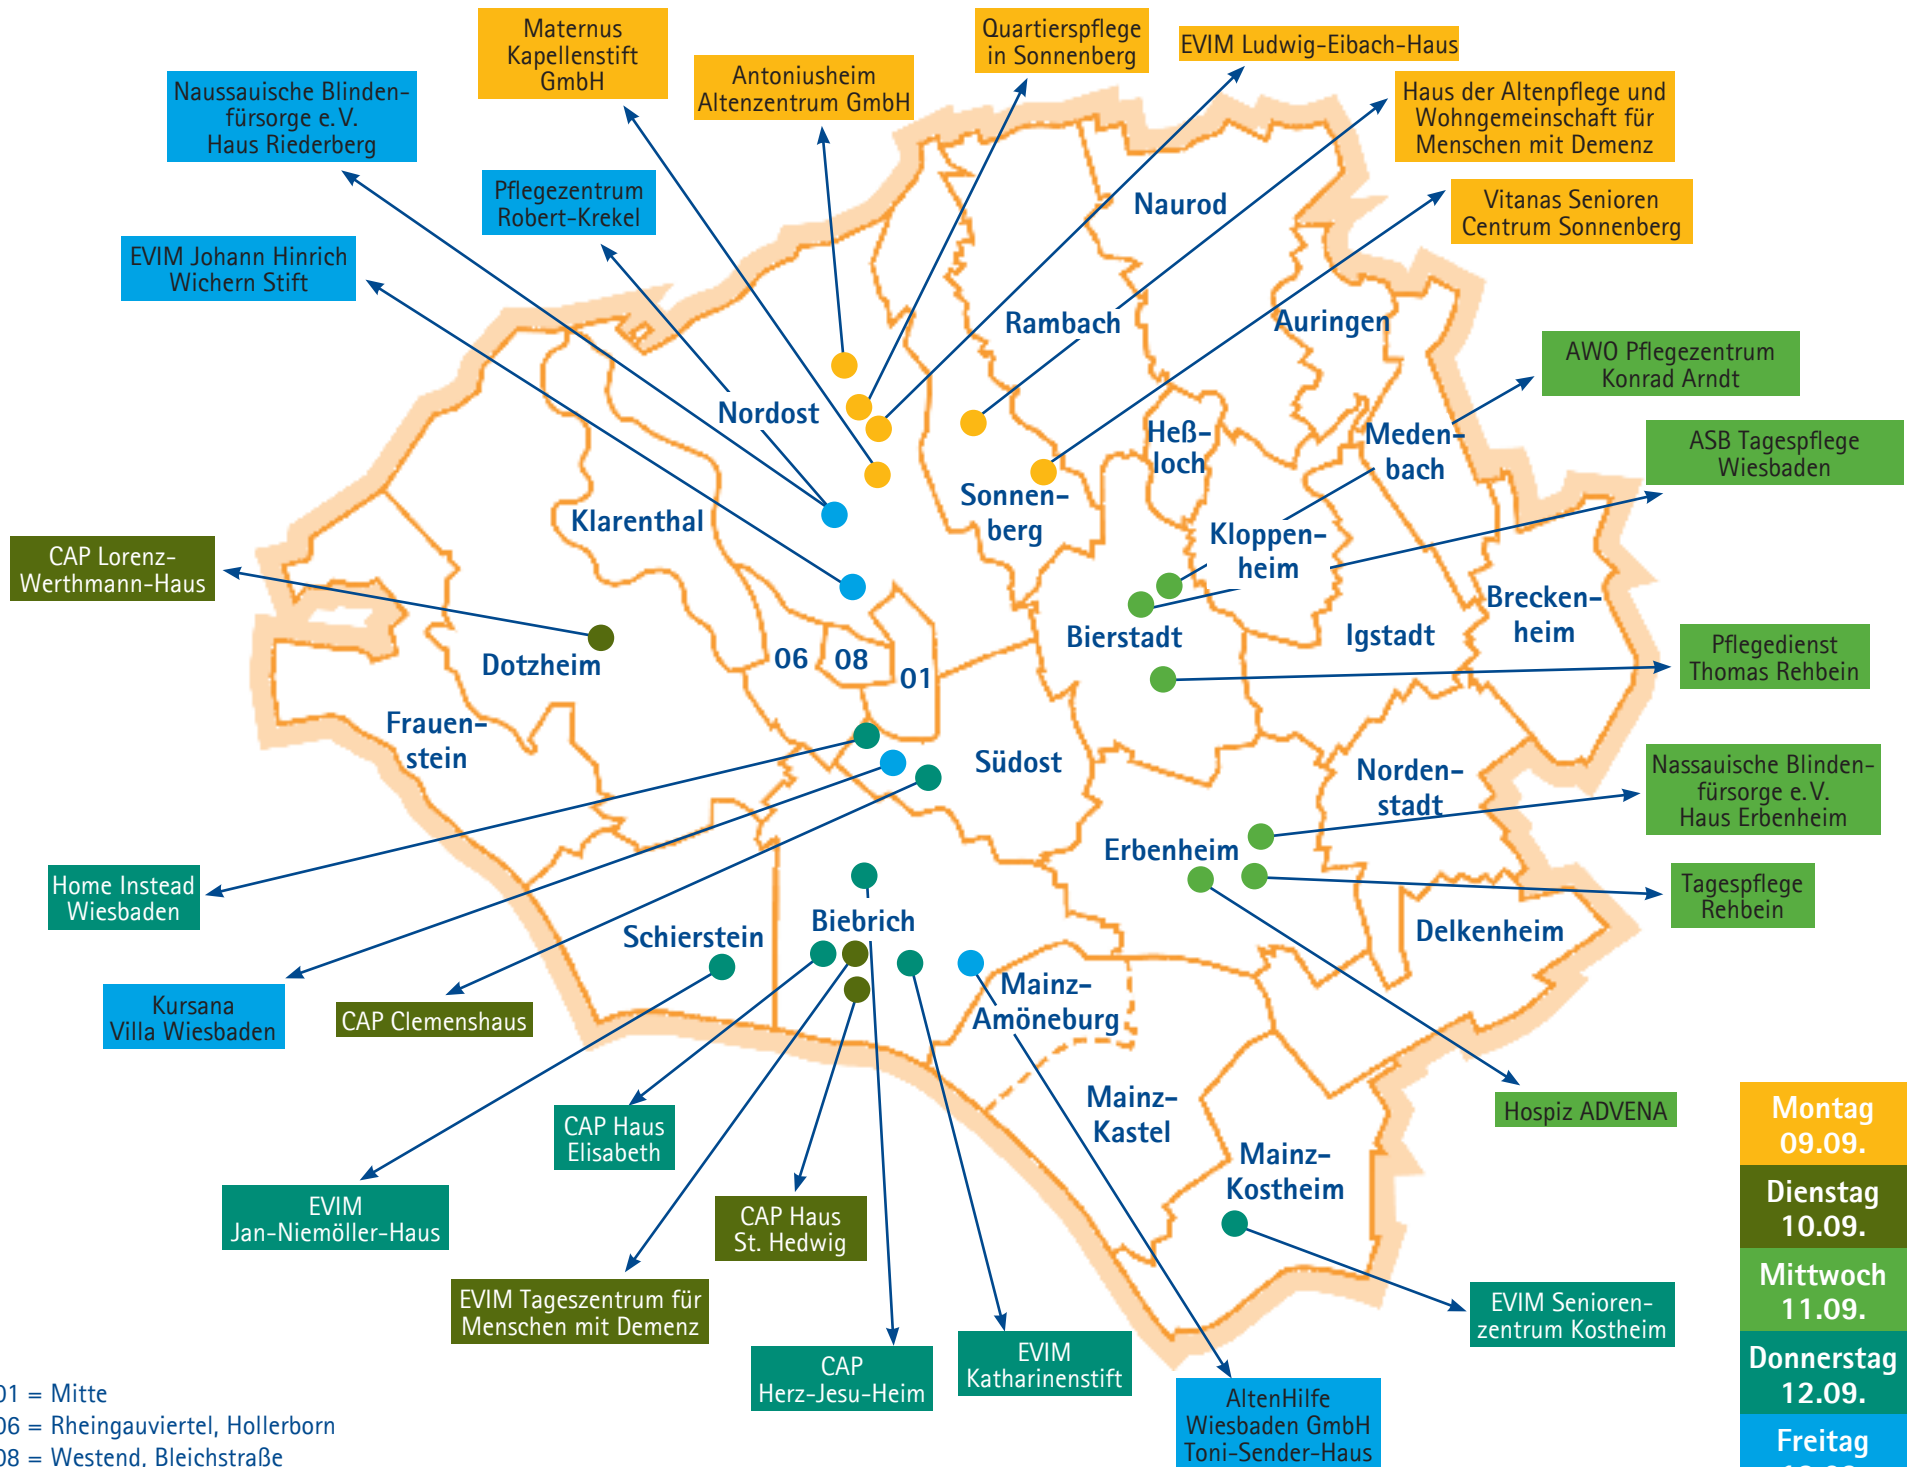 Maternus
Kapellenstift
GmbH
Antoniusheim
Altenzentrum GmbH
Quartierspflege
in Sonnenberg
EVIM Ludwig-Eibach-Haus
Haus der Altenpflege und
Wohngemeinschaft für
Menschen mit Demenz
Vitanas Senioren
Centrum Sonnenberg
Naussauische Blinden-
fürsorge e.V.
Haus Riederberg
Pflegezentrum
Robert-Krekel
EVIM Johann Hinrich
Wichern Stift
Naurod
Rambach
Auringen
Nordost
Heß-
loch
Meden-
bach
Klarenthal
Sonnen-
berg
Kloppen-
heim
AWO Pflegezentrum
Konrad Arndt
ASB Tagespflege
Wiesbaden
CAP Lorenz-
Werthmann-Haus
Brecken-
heim
Dotzheim
06
08
01
Bierstadt
Igstadt
Pflegedienst
Thomas Rehbein
Frauen-
stein
Südost
Norden-
stadt
Nassauische Blinden-
fürsorge e.V.
Haus Erbenheim
Erbenheim
Home Instead
Wiesbaden
Tagespflege
Rehbein
Schierstein
Biebrich
Delkenheim
Kursana
Villa Wiesbaden
CAP Clemenshaus
Mainz-
Amöneburg
Mainz-
Kastel
Hospiz ADVENA
CAP Haus
Elisabeth
Mainz-
Kostheim
EVIM
Jan-Niemöller-Haus
CAP Haus
St. Hedwig
EVIM Tageszentrum für
Menschen mit Demenz
CAP
Herz-Jesu-Heim
EVIM
Katharinenstift
AltenHilfe
Wiesbaden GmbH
Toni-Sender-Haus
EVIM Senioren-
zentrum Kostheim
Montag
09.09.
Dienstag
10.09.
Mittwoch
11.09.
Donnerstag
12.09.
Freitag
01 = Mitte
06 = Rheingauviertel, Hollerborn
08 = Westend, Bleichstraße